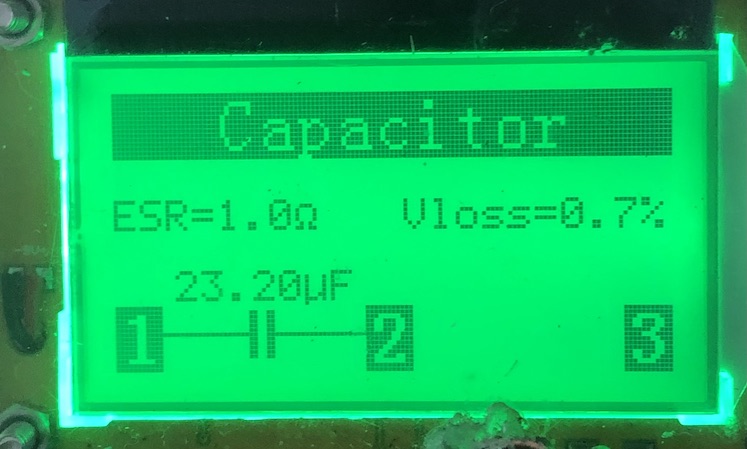 Capacitor
ESR=1.0Ω Vloss=0.7%
23.20µF
1 2 3